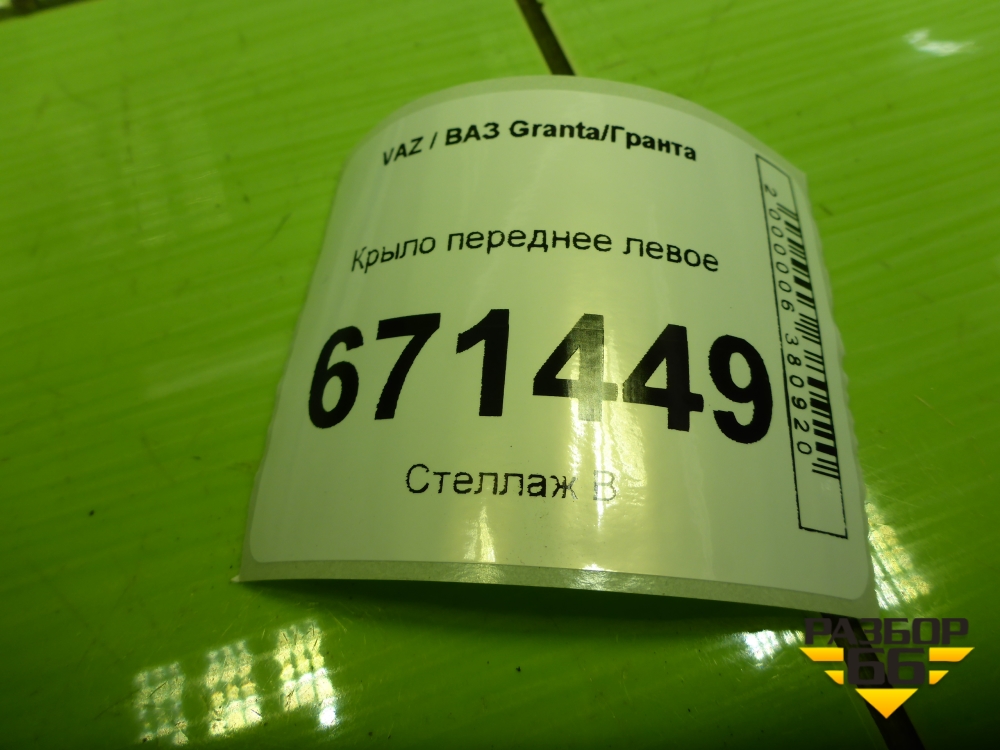 VAZ / ВАЗ Granta/Гранта
Крыло переднее левое
671449
Стеллаж В
2000006380920
РАЗБОР
66